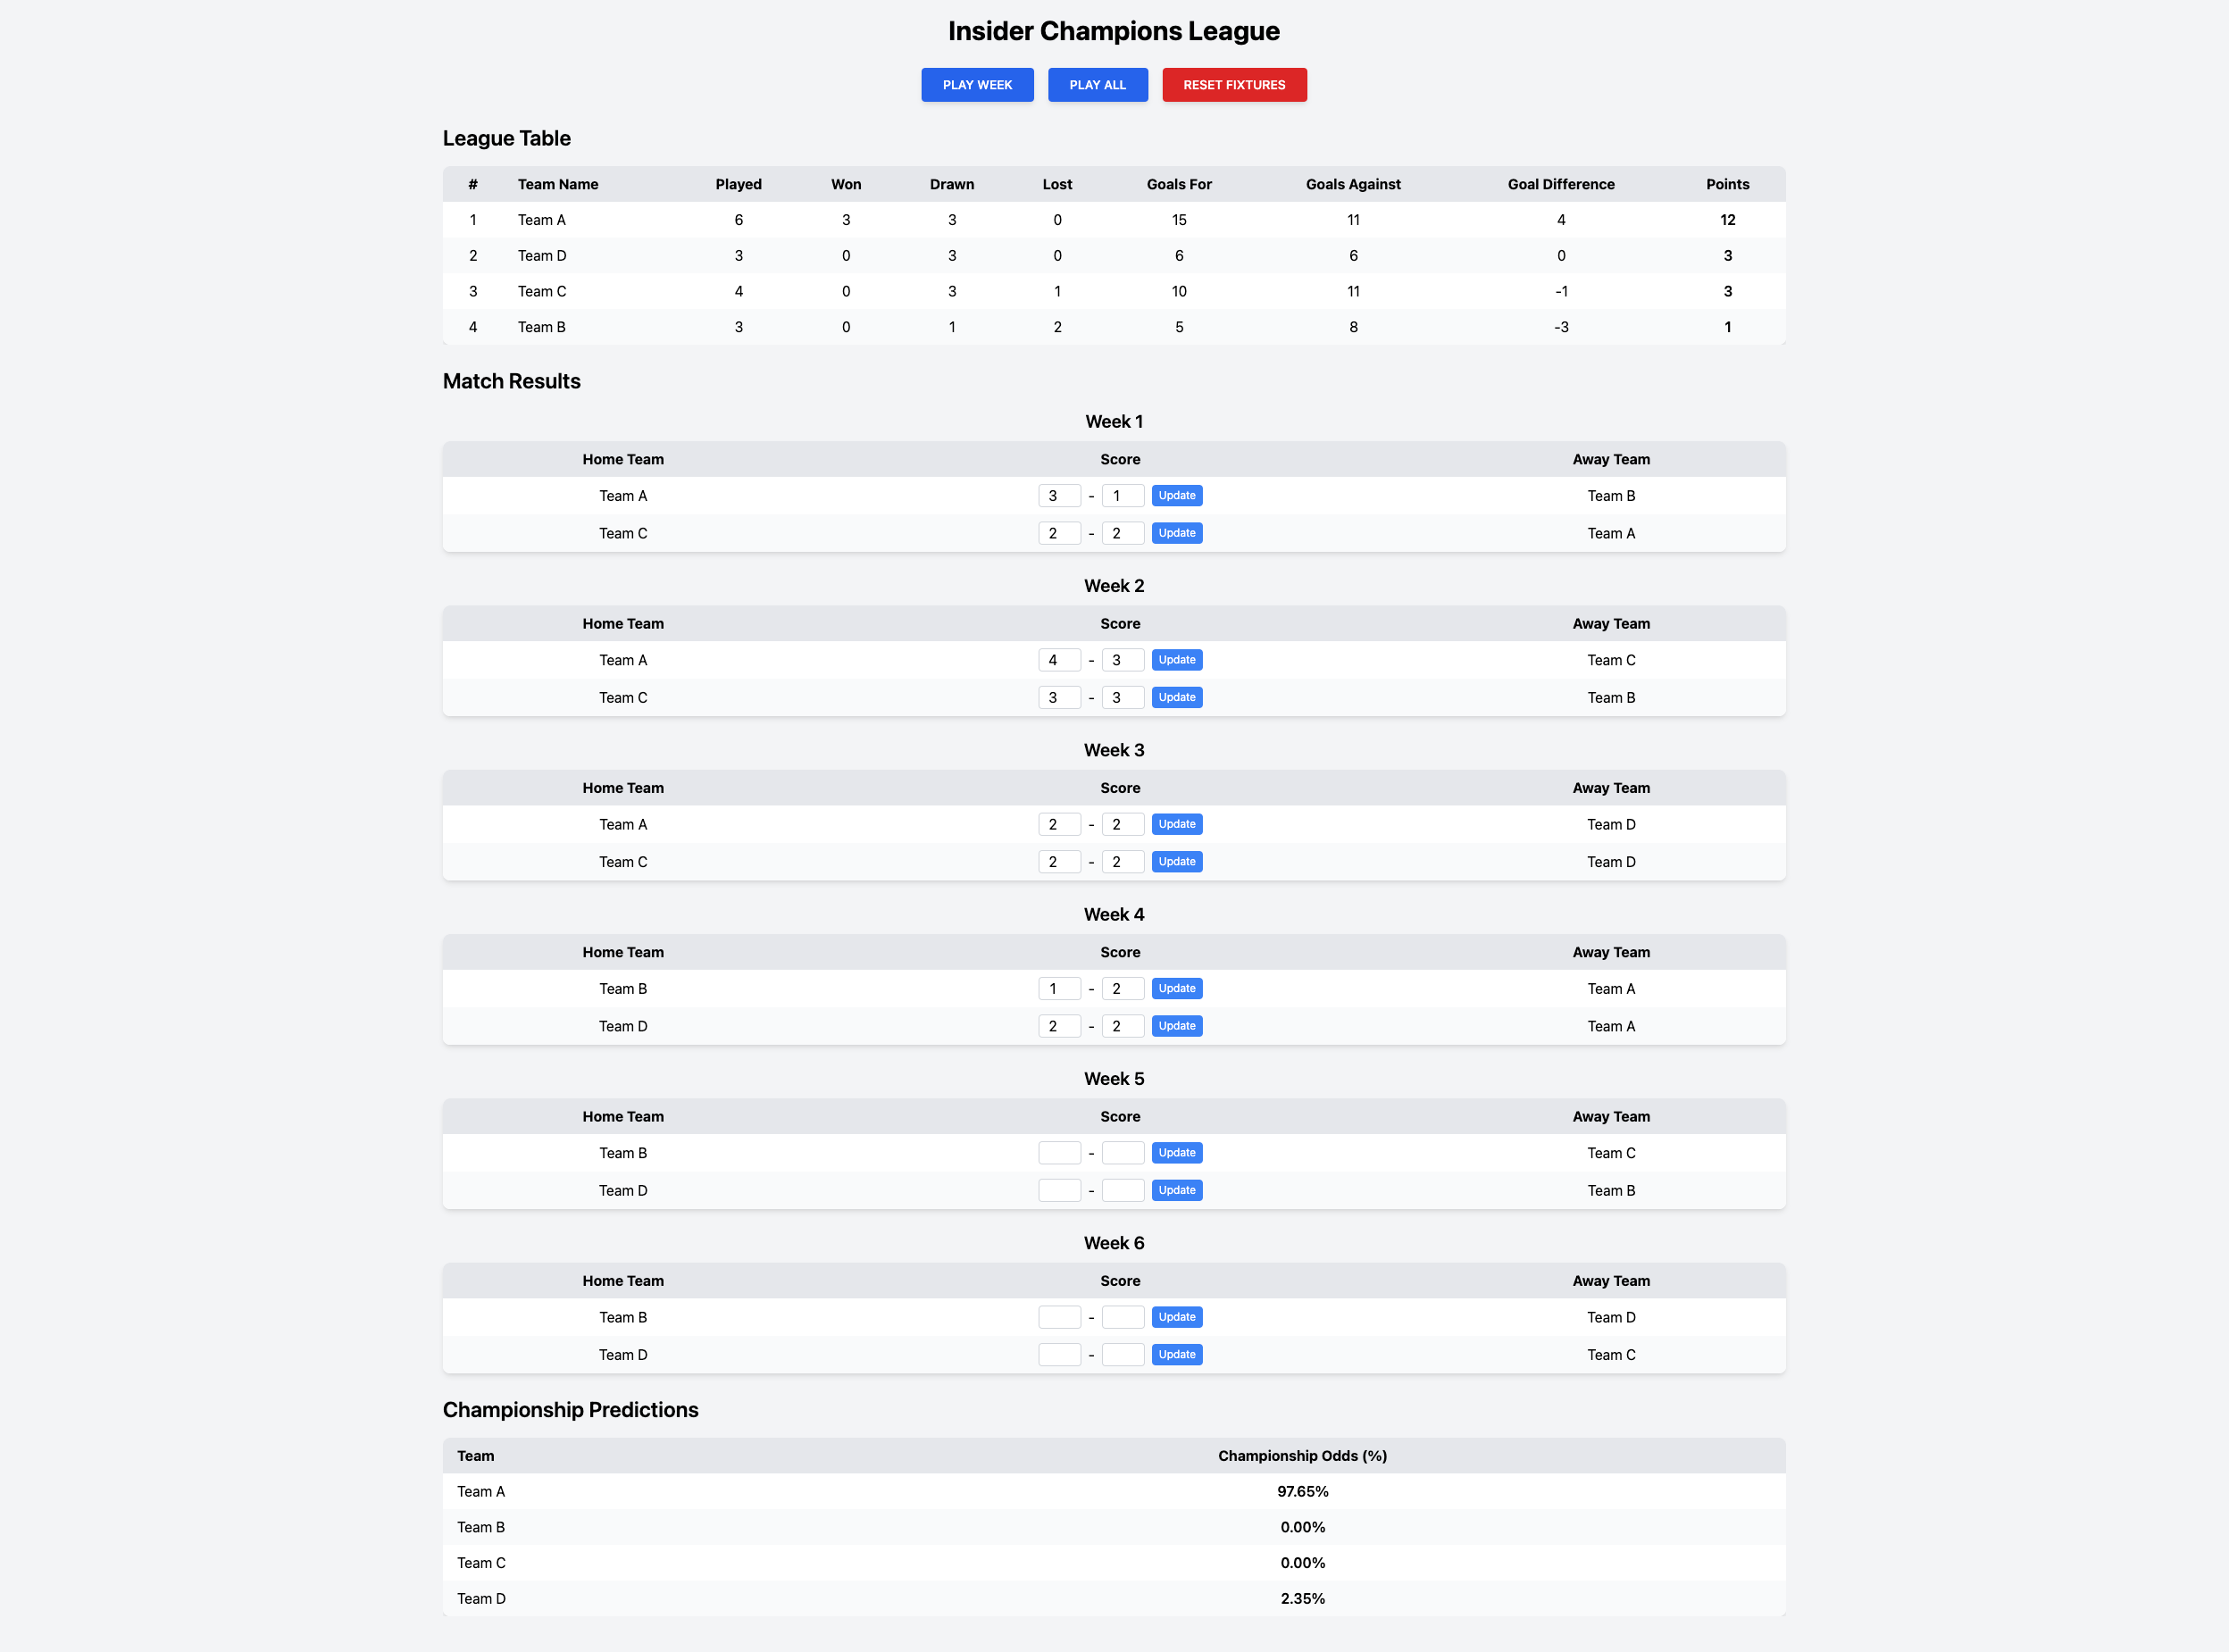 Insider Champions League
PLAY WEEK PLAY ALL RESET FIXTURES
League Table
# Team Name Played Won Drawn Lost Goals For Goals Against Goal Difference Points
1 Team A 6 3 3 0 15 11 4 12
2 Team D 3 0 3 0 6 6 0 3
3 Team C 4 0 3 1 10 11 -1 3
4 Team B 3 0 1 2 5 8 -3 1
Match Results
Week 1
Home Team Score Away Team
Team A 3 - 1 Update Team B
Team C 2 - 2 Update Team A
Week 2
Home Team Score Away Team
Team A 4 - 3 Update Team C
Team C 3 - 3 Update Team B
Week 3
Home Team Score Away Team
Team A 2 - 2 Update Team D
Team C 2 - 2 Update Team D
Week 4
Home Team Score Away Team
Team B 1 - 2 Update Team A
Team D 2 - 2 Update Team A
Week 5
Home Team Score Away Team
Team B - Update Team C
Team D - Update Team B
Week 6
Home Team Score Away Team
Team B - Update Team D
Team D - Update Team C
Championship Predictions
Team Championship Odds (%)
Team A 97.65%
Team B 0.00%
Team C 0.00%
Team D 2.35%